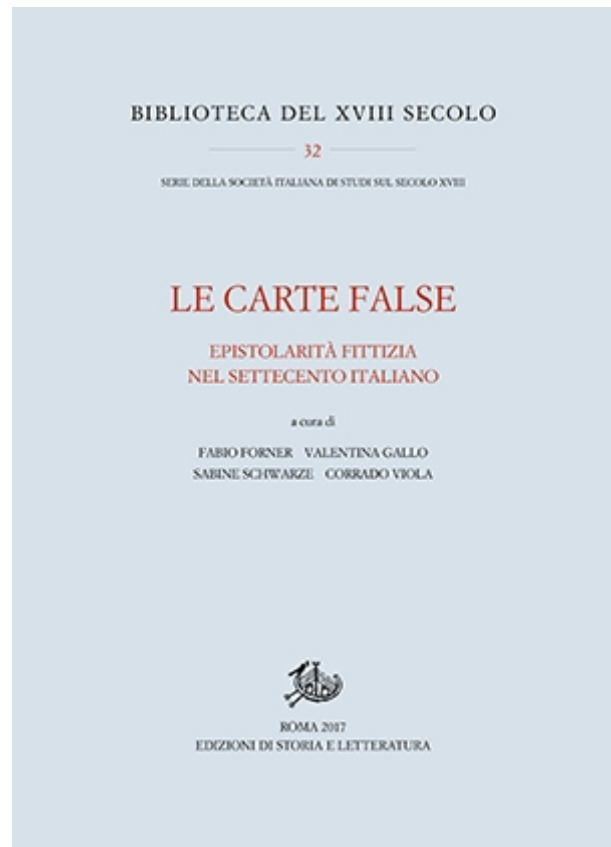 BIBLIOTECA DEL XVIII SECOLO
32
SERIE DELLA SOCIETÀ ITALIANA DI STUDI SUL SECOLO XVIII
LE CARTE FALSE
EPISTOLARITÀ FITTIZIA
NEL SETTECENTO ITALIANO
a cura di
FABIO FORNER VALENTINA GALLO
SABINE SCHWARZE CORRADO VIOLA
ROMA 2017
EDIZIONI DI STORIA E LETTERATURA